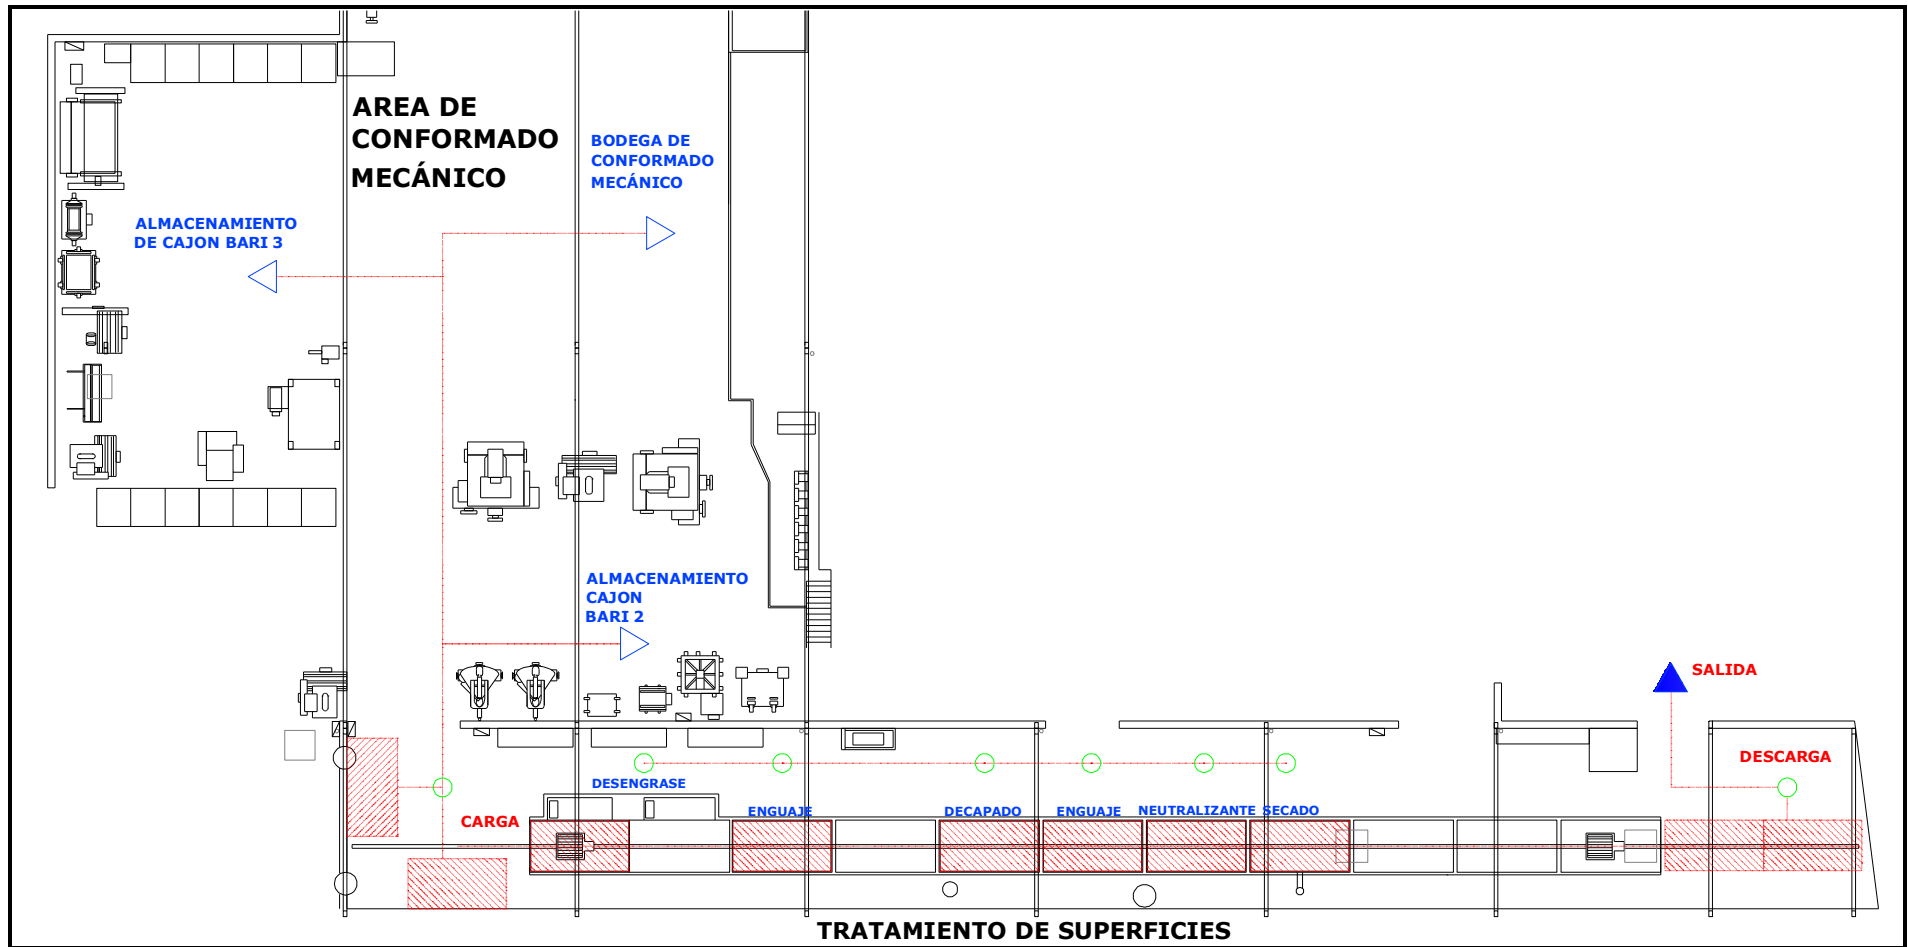 AREA DE
CONFORMADO
MECÁNICO
BODEGA DE
CONFORMADO
MECÁNICO
ALMACENAMIENTO
DE CAJON BARI 3
ALMACENAMIENTO
CAJON
BARI 2
SALIDA
DESCARGA
DESENGRASE
CARGA
ENGUAJE
DECAPADO
ENGUAJE
NEUTRALIZANTE
SECADO
TRATAMIENTO DE SUPERFICIES